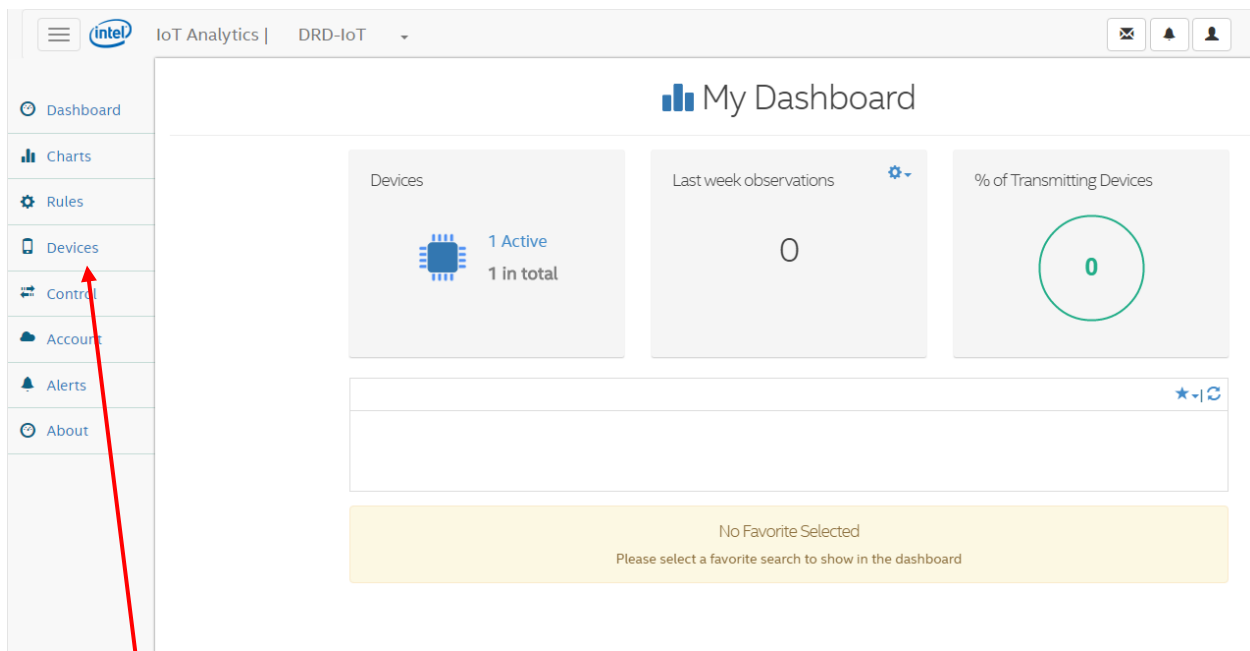 intel IoT Analytics | DRD-IoT
Dashboard
Charts
Rules
Devices
Control
Account
Alerts
About
My Dashboard
Devices
1 Active
1 in total
Last week observations
0
% of Transmitting Devices
0
|
No Favorite Selected
Please select a favorite search to show in the dashboard